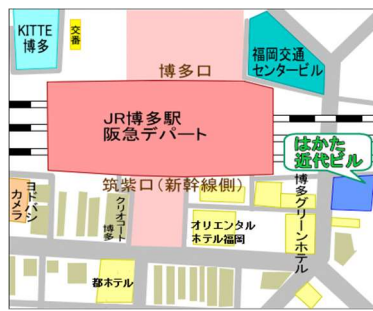 KITTE
博多
交番
博多口
福岡交通
センタービル
JR博多駅
阪急デパート
はかた
近代ビル
筑紫口(新幹線側)
ヨドバシ
カメラ
クリオコート
博多
オリエンタル
ホテル福岡
博多グリーンホテル
都ホテル